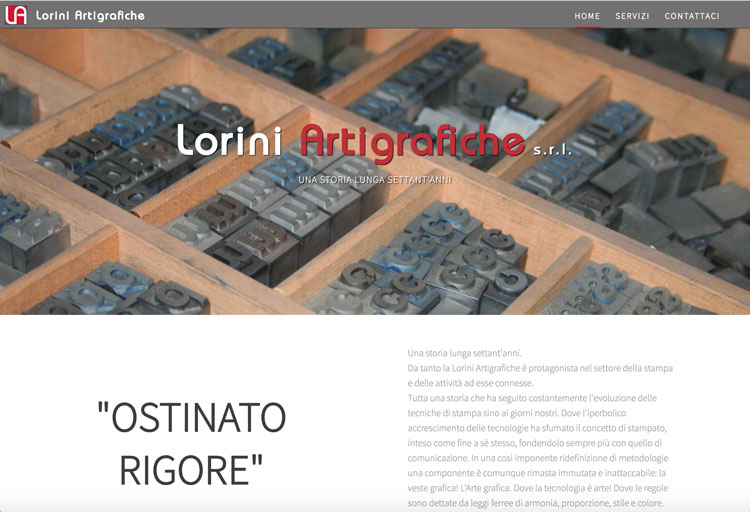 LA Lorini Artigrafiche
HOME SERVIZI CONTATTACI
Lorini Artigrafiche s.r.l.
UNA STORIA LUNGA SETTANT'ANNI
"OSTINATO
RIGORE"
Una storia lunga settant'anni.
Da tanto la Lorini Artigrafiche è protagonista nel settore della stampa
e delle attività ad esse connesse.
Tutta una storia che ha seguito costantemente l'evoluzione delle
tecniche di stampa sino ai giorni nostri. Dove l'iperbolico
accrescimento delle tecnologie ha sfumato il concetto di stampato,
inteso come fine a sè stesso, fondendolo sempre più con quello di
comunicazione. In una così imponente ridefinizione di metodologie
una componente è comunque rimasta immutata e inattaccabile: la
veste grafica! L'Arte grafica. Dove la tecnologia è arte! Dove le regole
sono dettate da leggi ferree di armonia, proporzione, stile e colore.